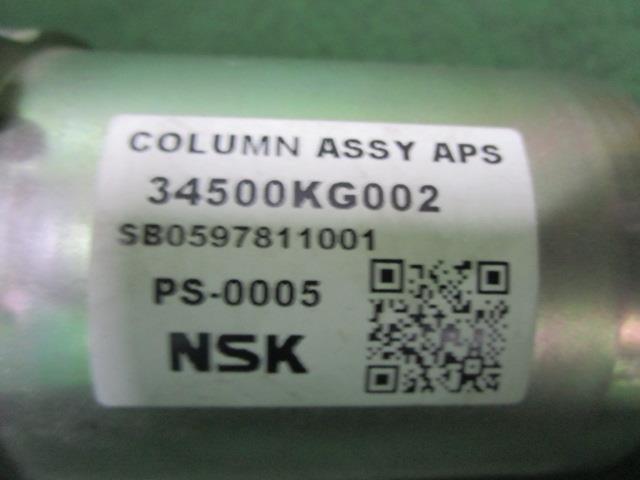 COLUMN ASSY APS
34500KG002
SB0597811001
PS-0005
NSK